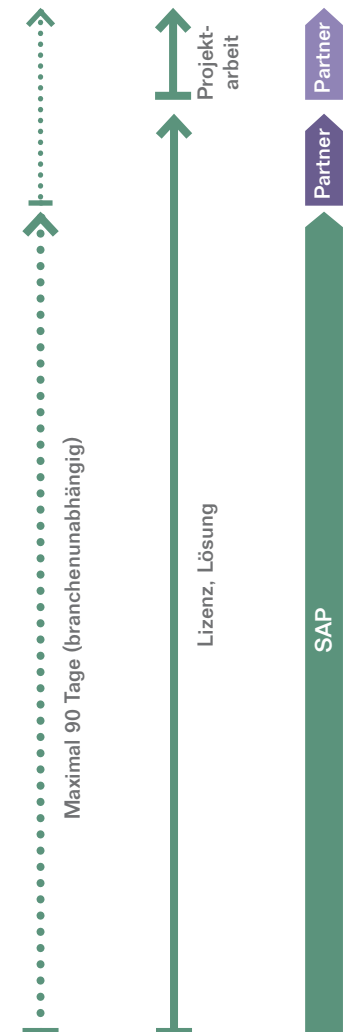 Maximal 90 Tage (branchenunabhängig)
Projekt-
arbeit
Lizenz, Lösung
Partner
Partner
SAP